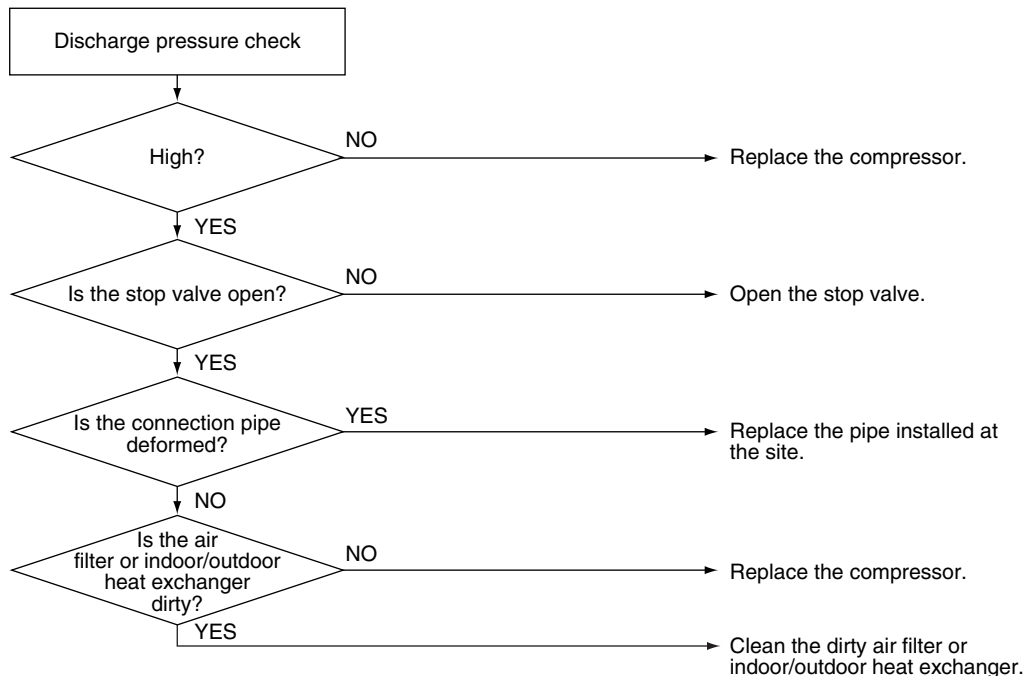 Discharge pressure check
High?
NO
Replace the compressor.
YES
Is the stop valve open?
NO
Open the stop valve.
YES
Is the connection pipe
deformed?
YES
Replace the pipe installed at
the site.
NO
Is the air
filter or indoor/outdoor
heat exchanger
dirty?
NO
Replace the compressor.
YES
Clean the dirty air filter or
indoor/outdoor heat exchanger.